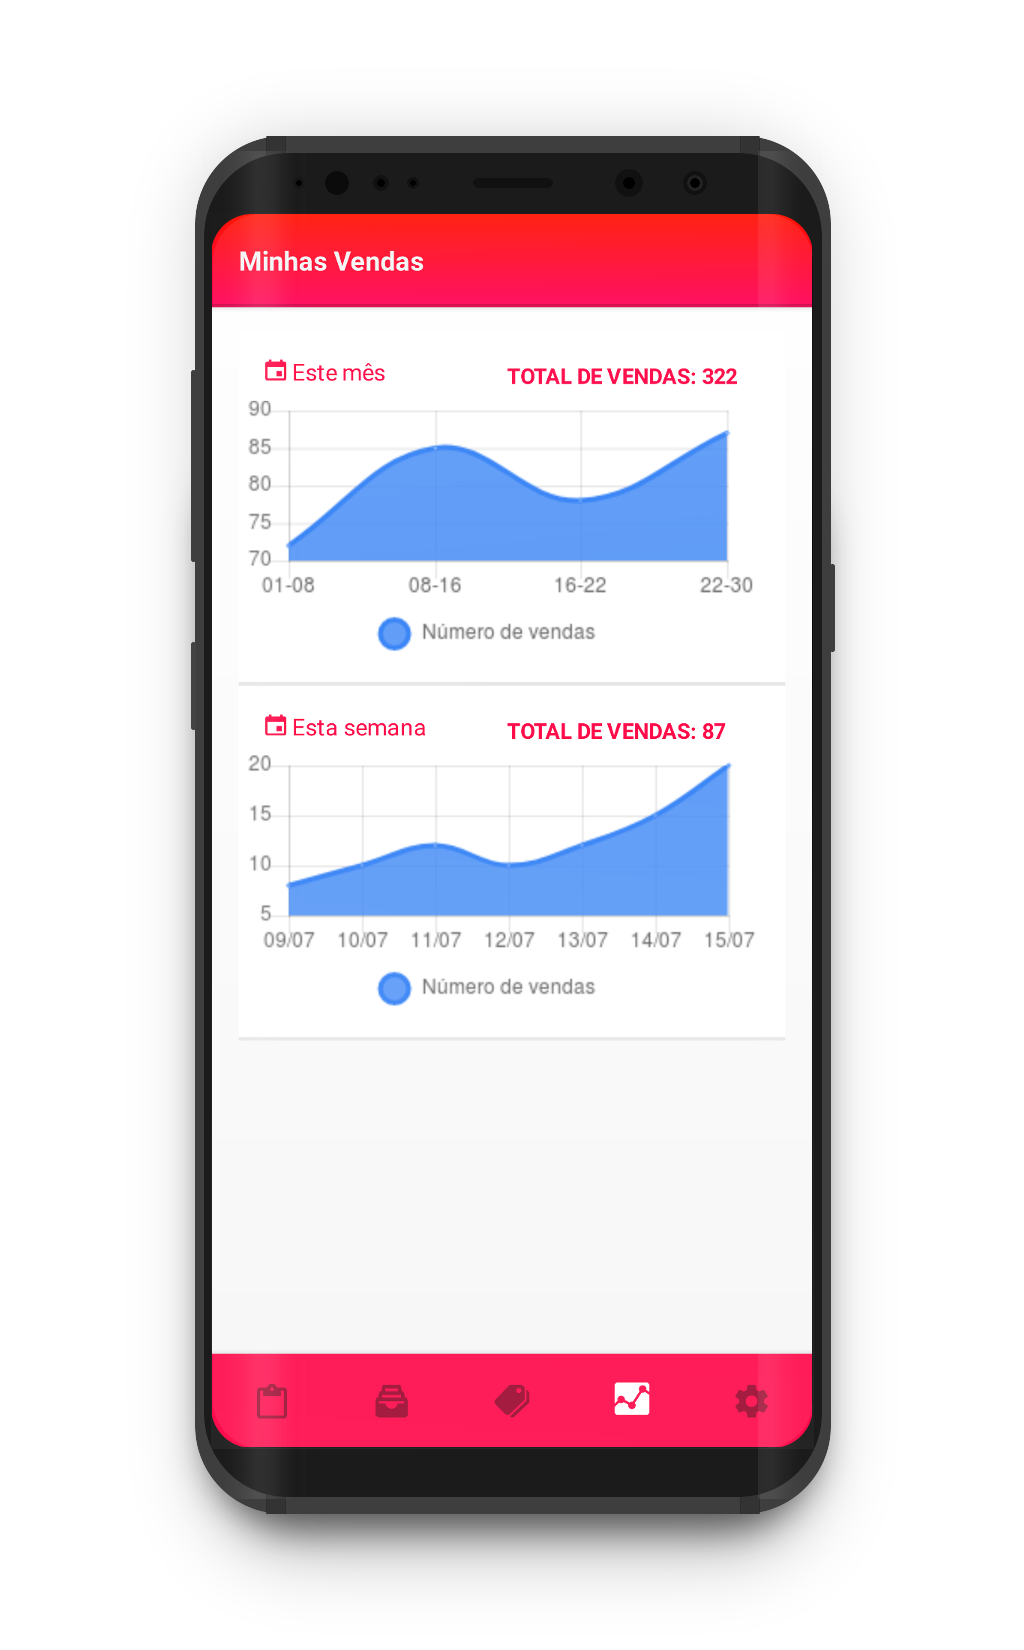 Minhas Vendas
Este mês
TOTAL DE VENDAS: 322
90
85
80
75
70
01-08 08-16 16-22 22-30
Número de vendas
Esta semana
TOTAL DE VENDAS: 87
20
15
10
5
09/07 10/07 11/07 12/07 13/07 14/07 15/07
Número de vendas